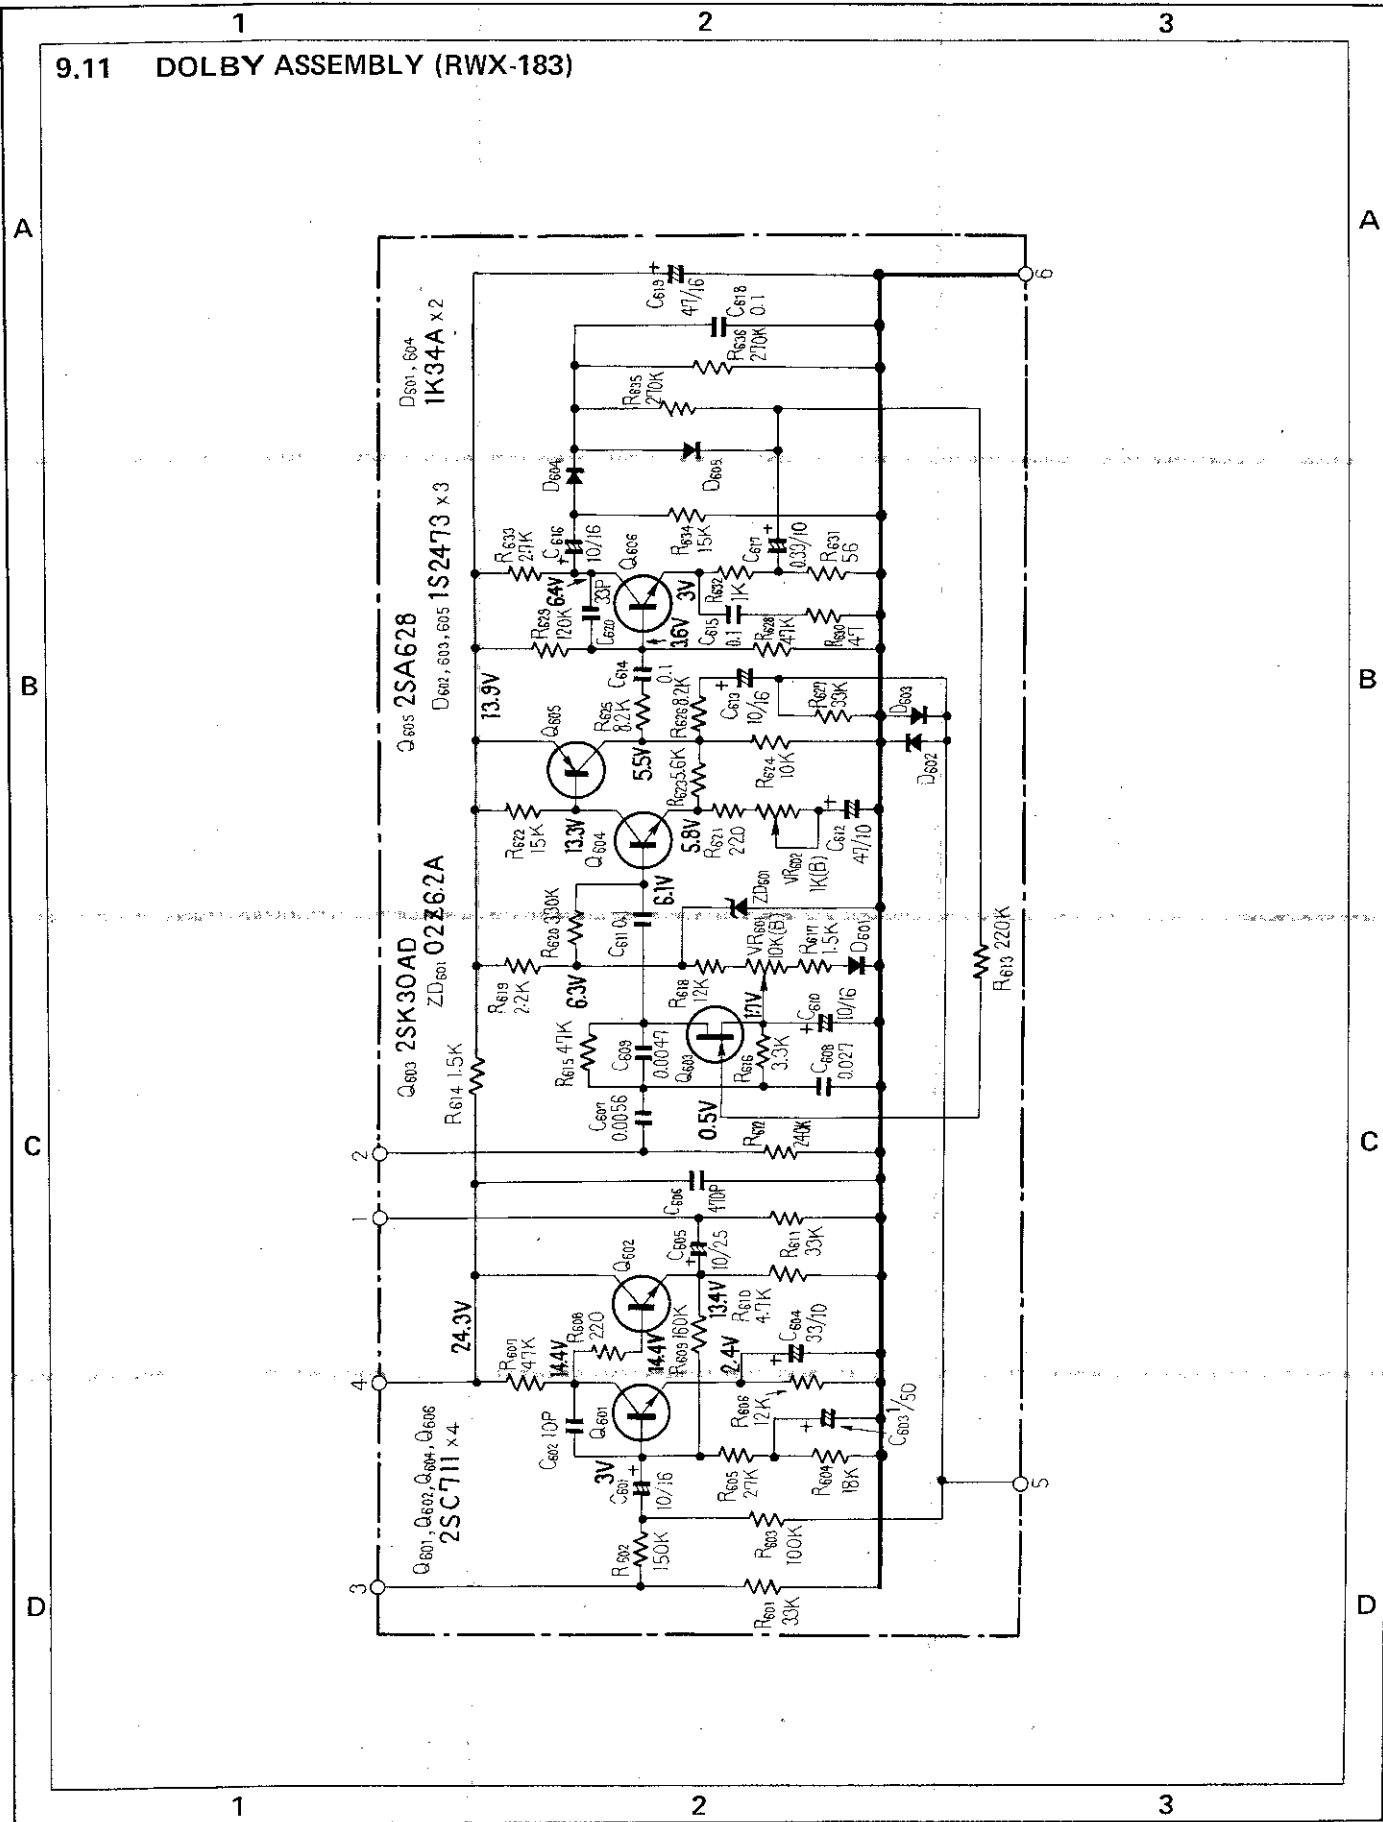 1
2
3
9.11 DOLBY ASSEMBLY (RWX-183)
A
A
B
B
C
C
D
D
Q601, Q602, Q604, Q606
2SC711 x4
Q603 2SK30AD
ZD601 02Z6.2A
Q605 2SA628
D602, 603, 605 1S2473 x3
D601, 604
1K34A x2
3
4
1
2
5
6
R601
33K
R602
150K
R603
100K
C601
10/16
3V
C602 10P
Q601
R605
27K
R604
18K
C603 1/50
R606
12K
C604
33/10
2.4V
R607
47K
14.4V
R608
220
14.4V
R609 160K
24.3V
Q602
13.4V
R610
4.7K
C605
10/25
R611
33K
C606
470P
R612
240K
C607
0.0056
R614 1.5K
R615 47K
C609
0.0047
Q603
0.5V
R616
3.3K
C608
0.027
C610
10/16
1.7V
R613 220K
R619
2.2K
6.3V
R620 330K
C611 0.1
R618
12K
VR601
10K(B)
R617
1.5K
D601
ZD601
6.1V
R622
15K
13.3V
Q604
5.8V
R621
220
VR602
1K(B)
C612
47/10
Q605
5.5V
R623 5.6K
R624
10K
D602
D603
13.9V
R625
8.2K
R626 8.2K
C613
10/16
R627
33K
C614
0.1
R629
120K
C620
33P
6.4V
3.6V
R628
47K
C615
0.1
R630
47
R633
2.7K
C616
10/16
Q606
3V
R632
1K
R631
56
C617
0.33/10
R634
15K
D604
D605
R635
270K
R636
270K
C618
0.1
C619
47/16
1
2
3